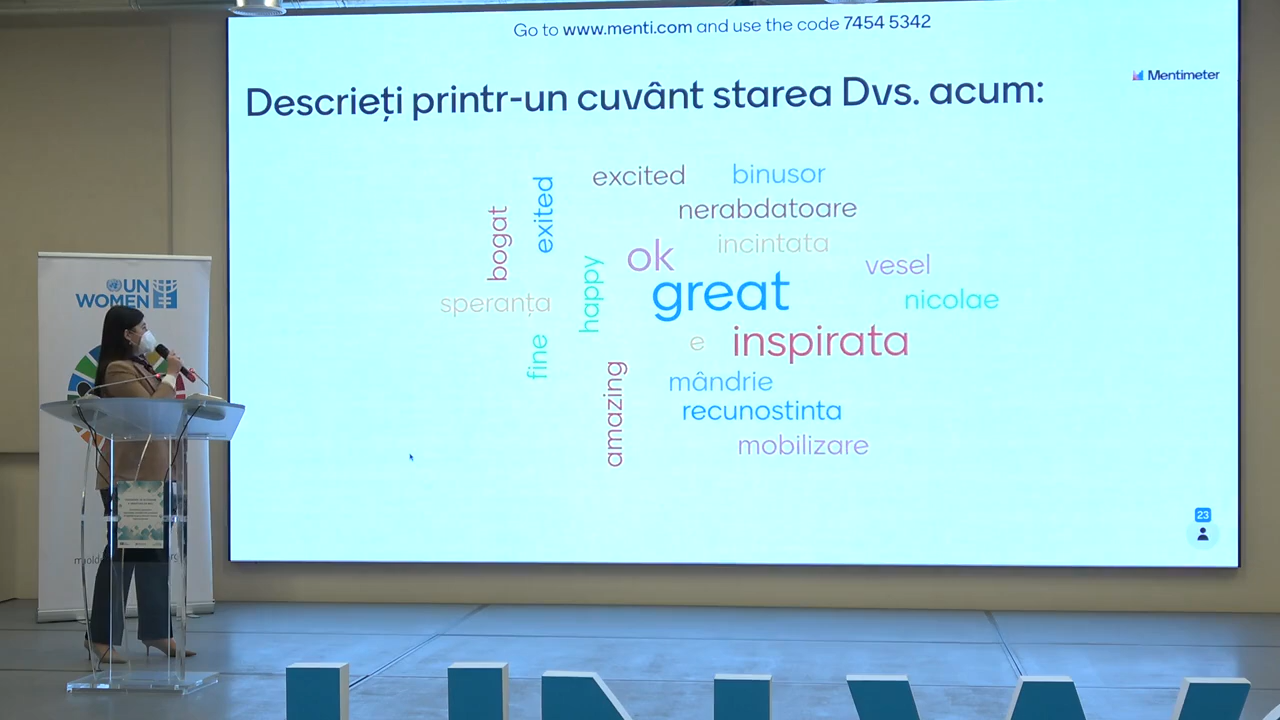 Go to www.menti.com and use the code 7454 5342
Mentimeter
Descrieți printr-un cuvânt starea Dvs. acum:
excited
binusor
exited
bogat
nerabdatoare
incintata
ok
vesel
happy
great
nicolae
speranța
fine
e
inspirata
amazing
mândrie
recunostinta
mobilizare
23
UN
WOMEN